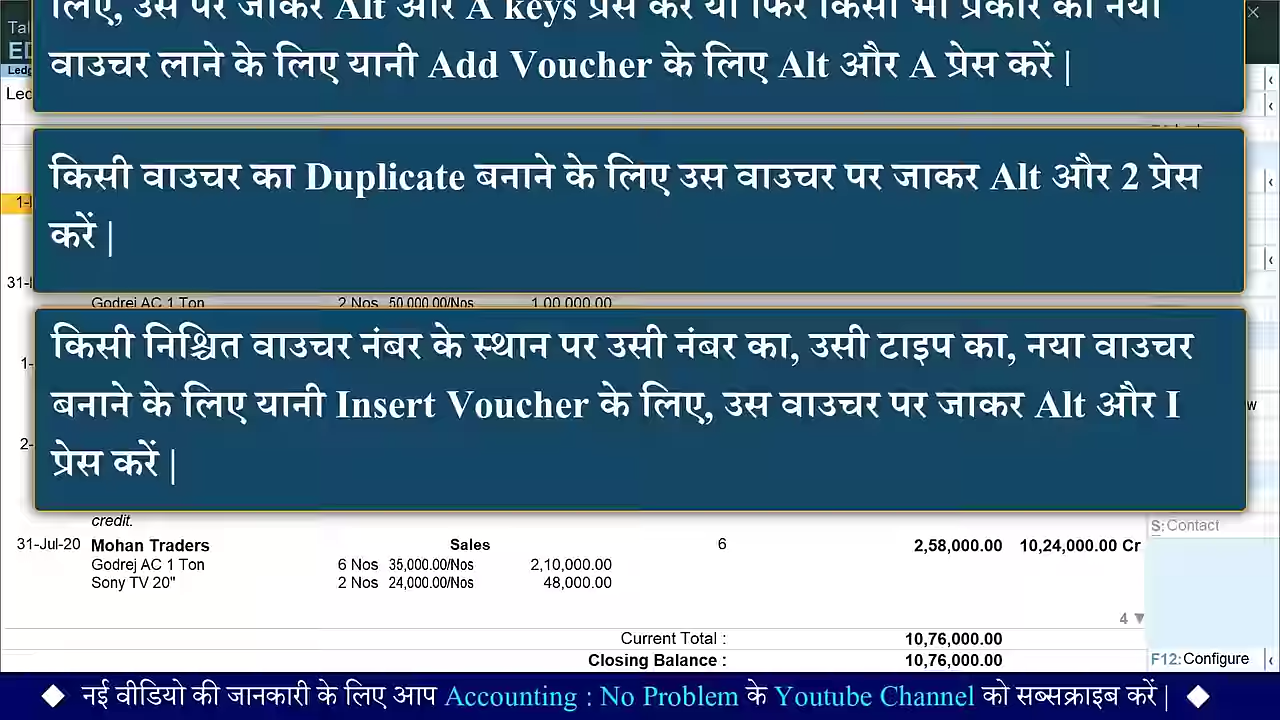 लिए, उस पर जाकर Alt और A keys प्रेस करें या फिर किसी भी प्रकार का नया
वाउचर लाने के लिए यानी Add Voucher के लिए Alt और A प्रेस करें |
किसी वाउचर का Duplicate बनाने के लिए उस वाउचर पर जाकर Alt और 2 प्रेस
करें |
Godrej AC 1 Ton 2 Nos 50,000.00/Nos 1,00,000.00
किसी निश्चित वाउचर नंबर के स्थान पर उसी नंबर का, उसी टाइप का, नया वाउचर
बनाने के लिए यानी Insert Voucher के लिए, उस वाउचर पर जाकर Alt और I
प्रेस करें |
credit.
S: Contact
31-Jul-20 Mohan Traders Sales 6 2,58,000.00 10,24,000.00 Cr
Godrej AC 1 Ton 6 Nos 35,000.00/Nos 2,10,000.00
Sony TV 20" 2 Nos 24,000.00/Nos 48,000.00
4 ▼
Current Total : 10,76,000.00
Closing Balance : 10,76,000.00
F12: Configure
◆ नई वीडियो की जानकारी के लिए आप Accounting : No Problem के Youtube Channel को सब्सक्राइब करें | ◆